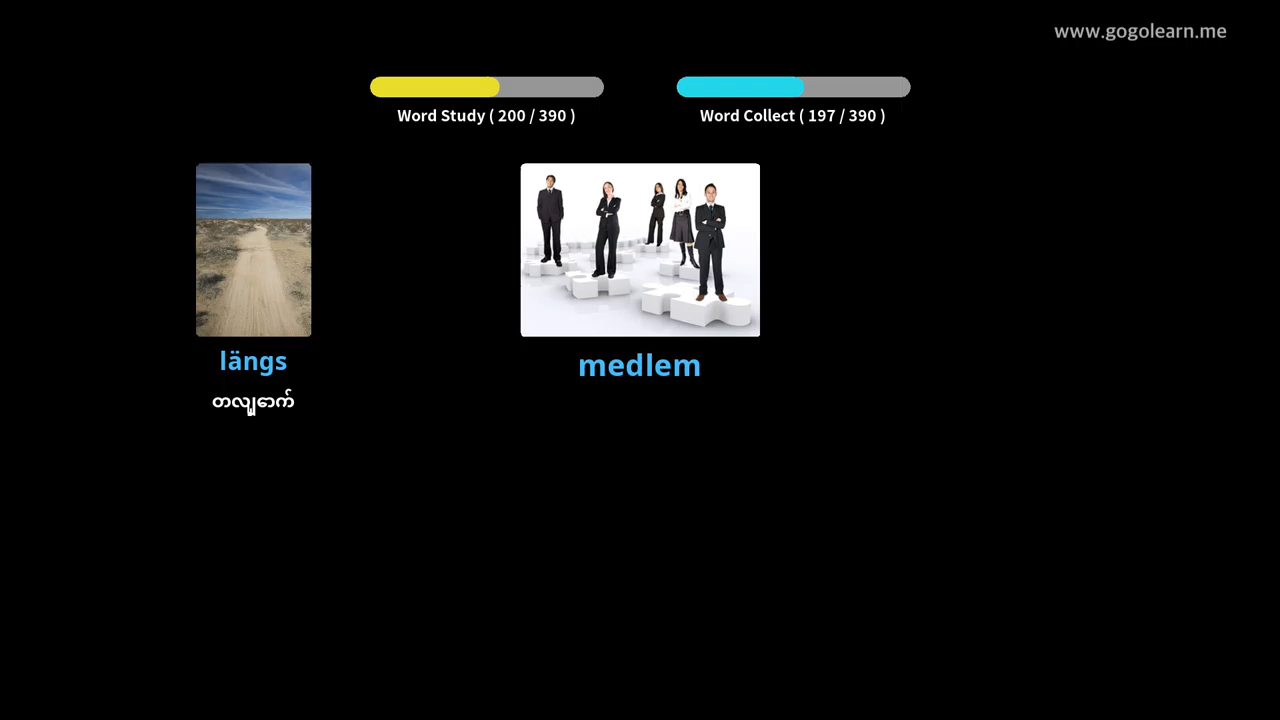 www.gogolearn.me
Word Study ( 200 / 390 )
Word Collect ( 197 / 390 )
längs
တလျှောက်
medlem